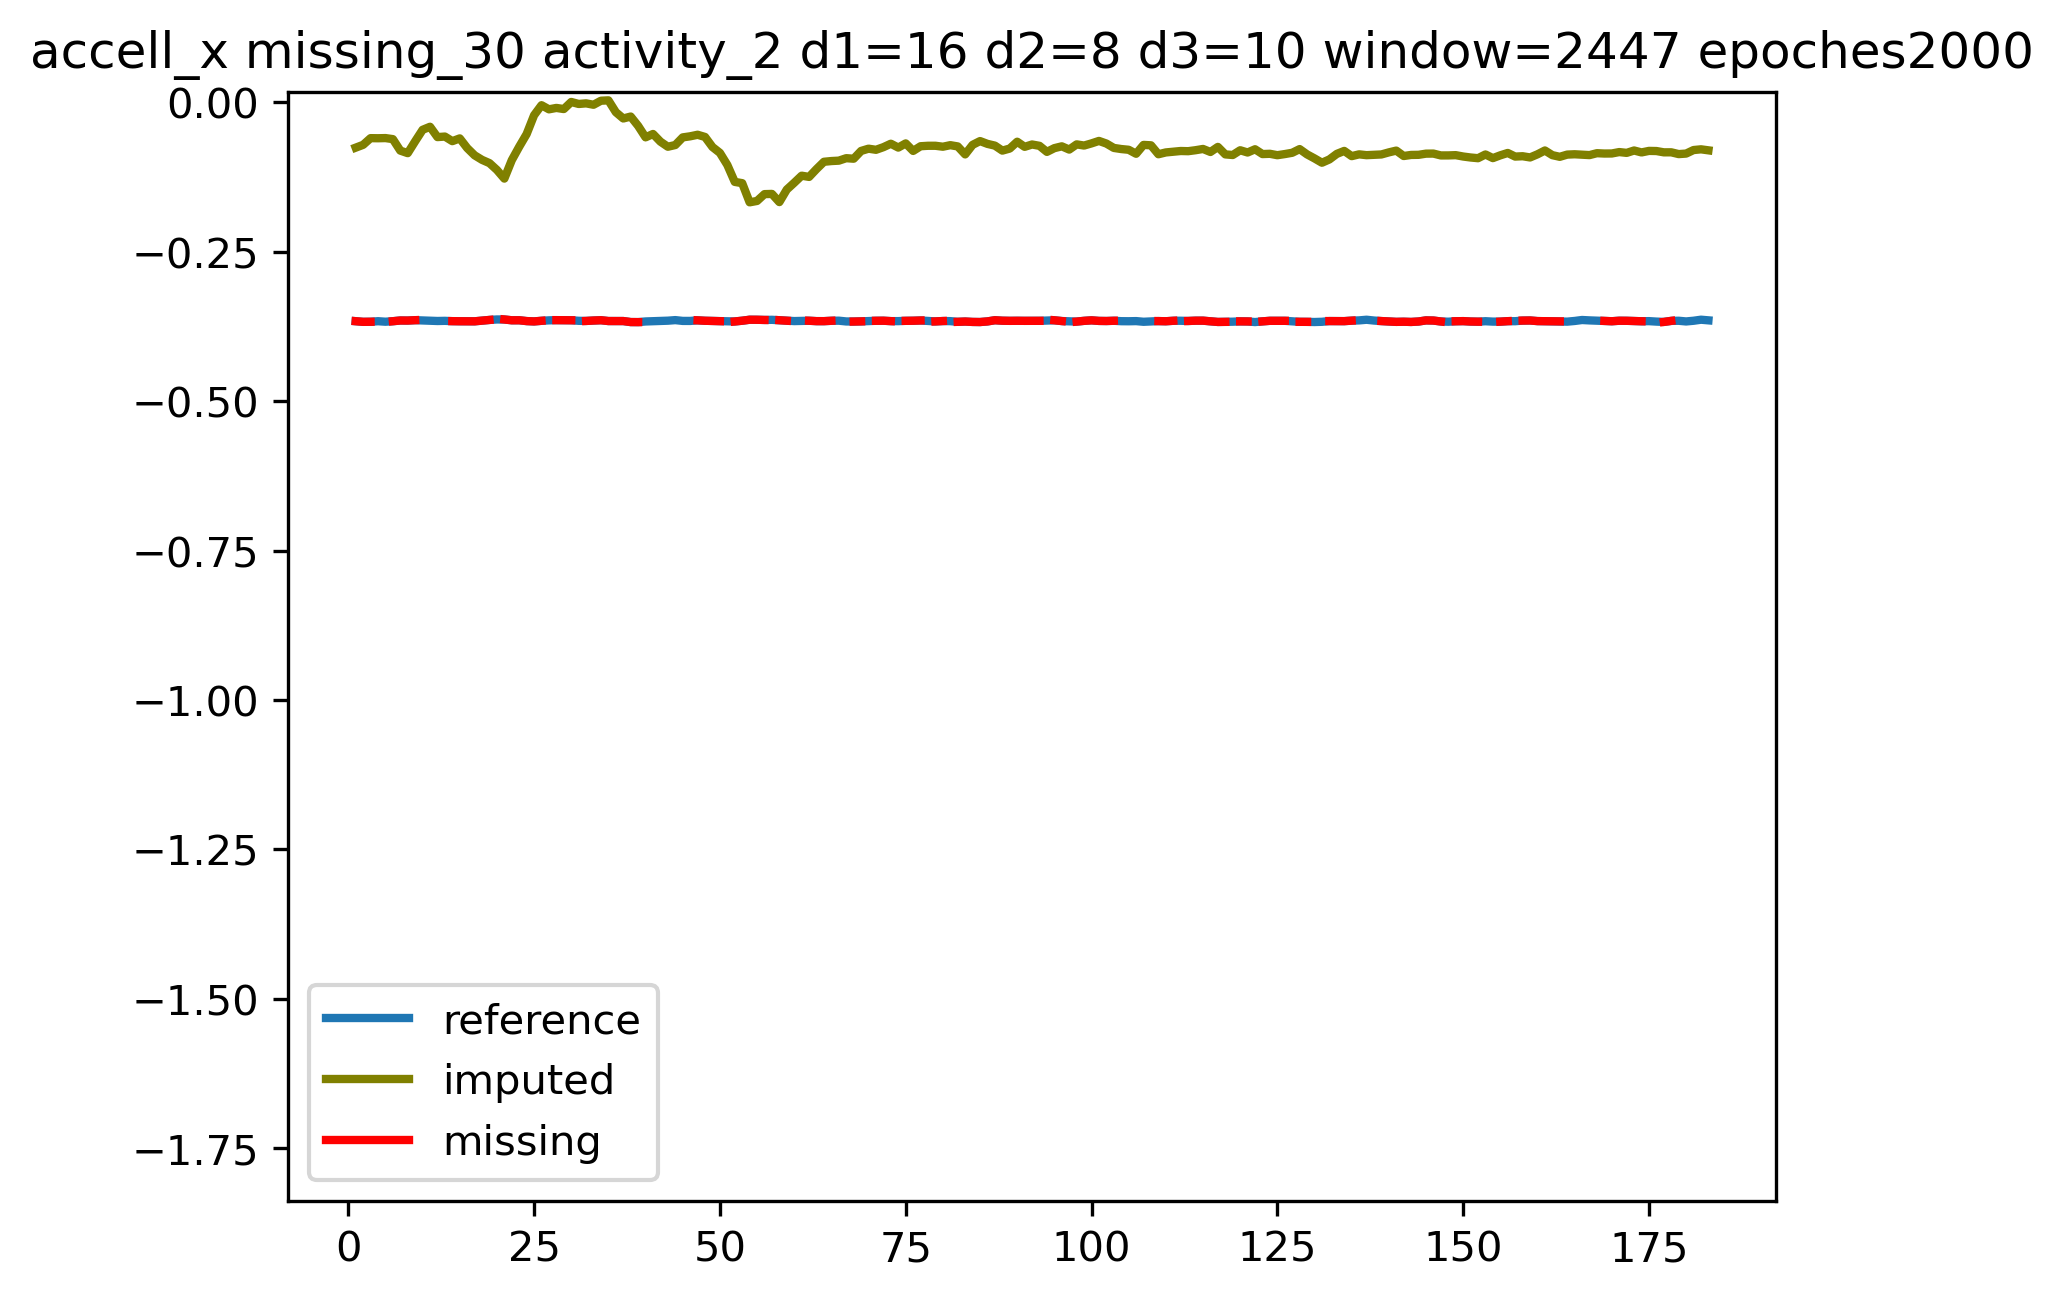 accell_x missing_30 activity_2 d1=16 d2=8 d3=10 window=2447 epoches2000
0.00
−0.25
−0.50
−0.75
−1.00
−1.25
−1.50
−1.75
reference
imputed
missing
0 25 50 75 100 125 150 175